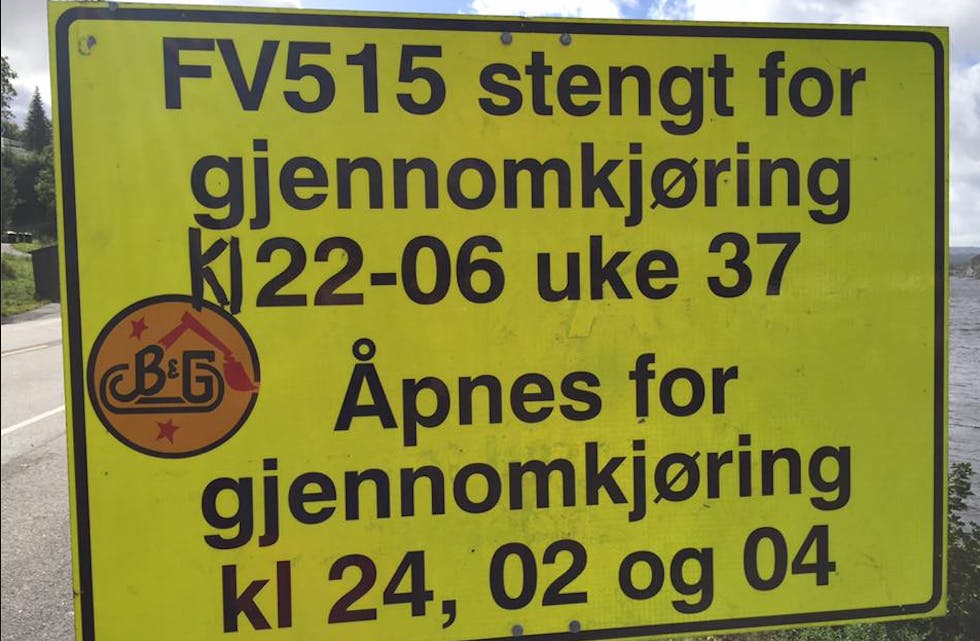 FV515 stengt for
gjennomkjøring
kl 22-06 uke 37
B&G
Åpnes for
gjennomkjøring
kl 24, 02 og 04